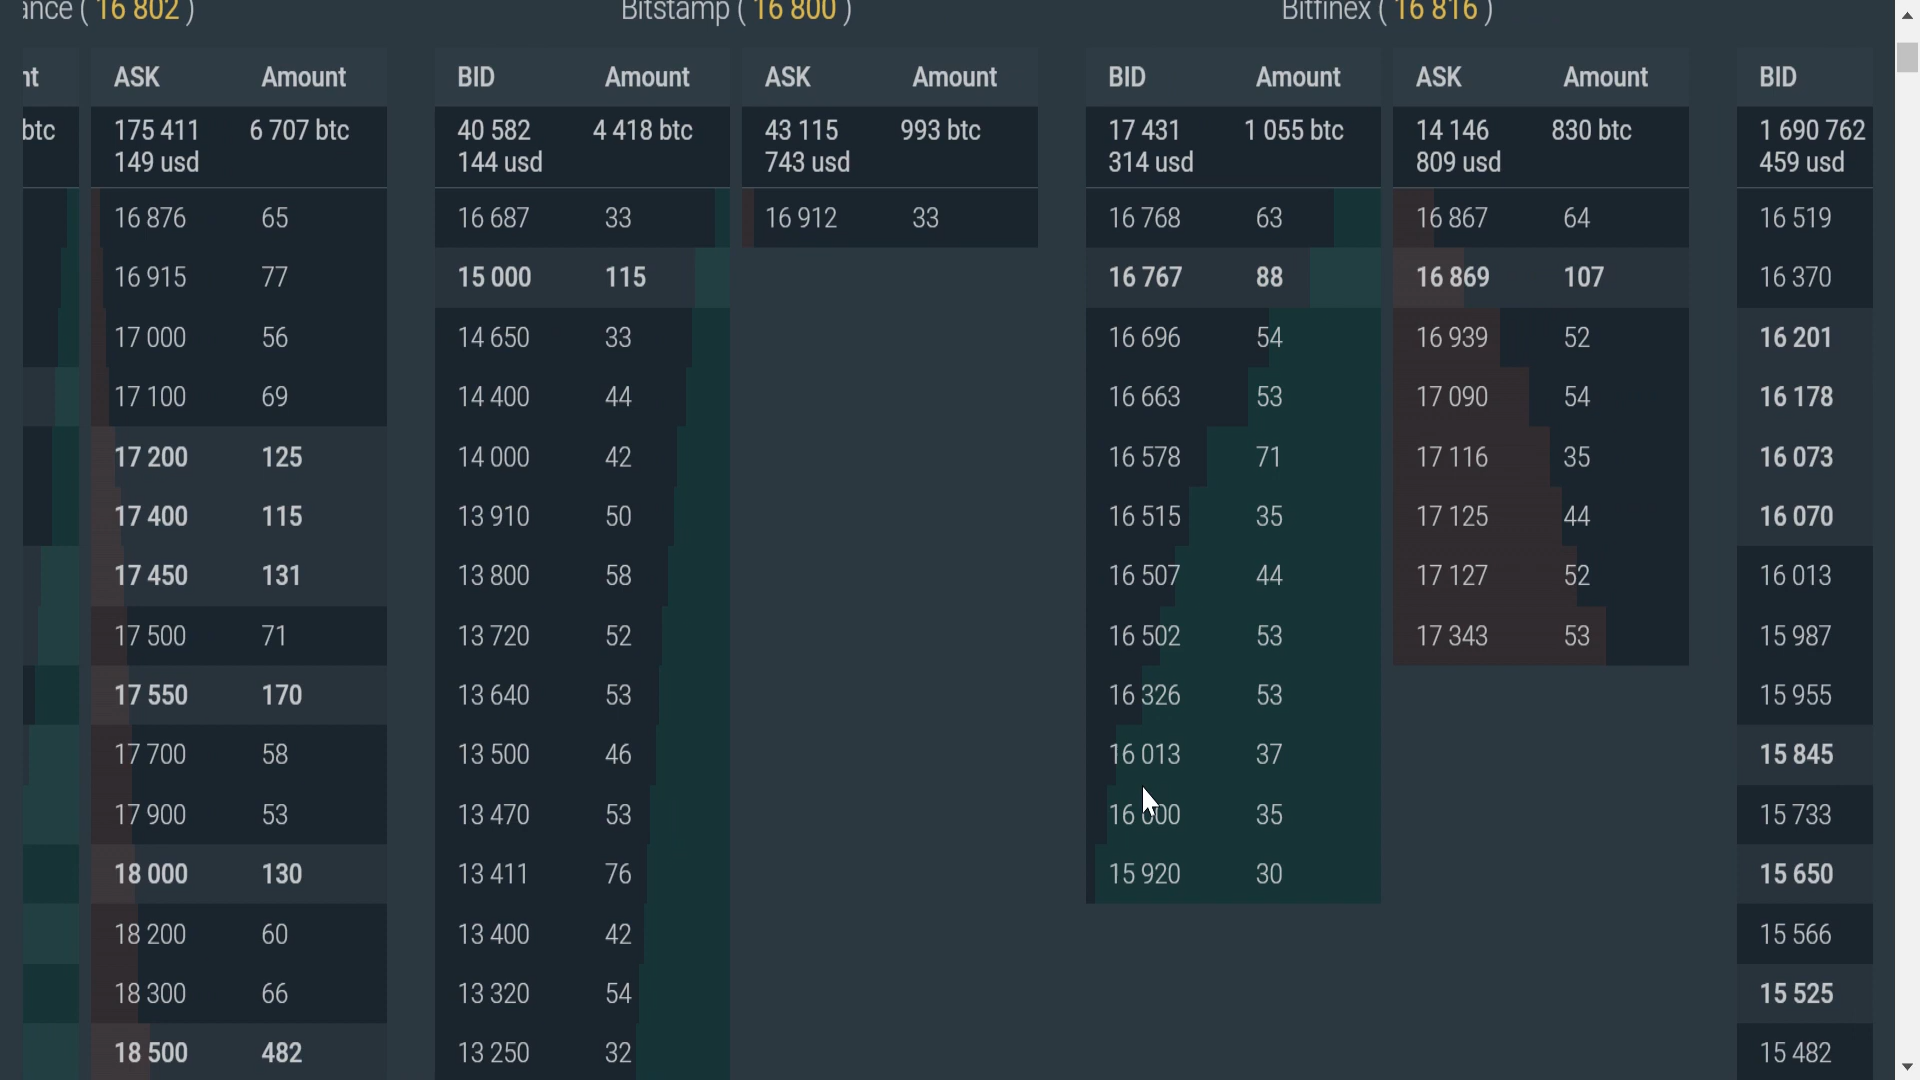 ance ( 16 802 )
Bitstamp ( 16 800 )
Bitfinex ( 16 816 )
nt
ASK Amount
BID Amount
ASK Amount
BID Amount
ASK Amount
BID
btc
175 411 149 usd 6 707 btc
40 582 144 usd 4 418 btc
43 115 743 usd 993 btc
17 431 314 usd 1 055 btc
14 146 809 usd 830 btc
1 690 762 459 usd
16 876 65
16 915 77
17 000 56
17 100 69
17 200 125
17 400 115
17 450 131
17 500 71
17 550 170
17 700 58
17 900 53
18 000 130
18 200 60
18 300 66
18 500 482
16 687 33
15 000 115
14 650 33
14 400 44
14 000 42
13 910 50
13 800 58
13 720 52
13 640 53
13 500 46
13 470 53
13 411 76
13 400 42
13 320 54
13 250 32
16 912 33
16 768 63
16 767 88
16 696 54
16 663 53
16 578 71
16 515 35
16 507 44
16 502 53
16 326 53
16 013 37
16 000 35
15 920 30
16 867 64
16 869 107
16 939 52
17 090 54
17 116 35
17 125 44
17 127 52
17 343 53
16 519
16 370
16 201
16 178
16 073
16 070
16 013
15 987
15 955
15 845
15 733
15 650
15 566
15 525
15 482